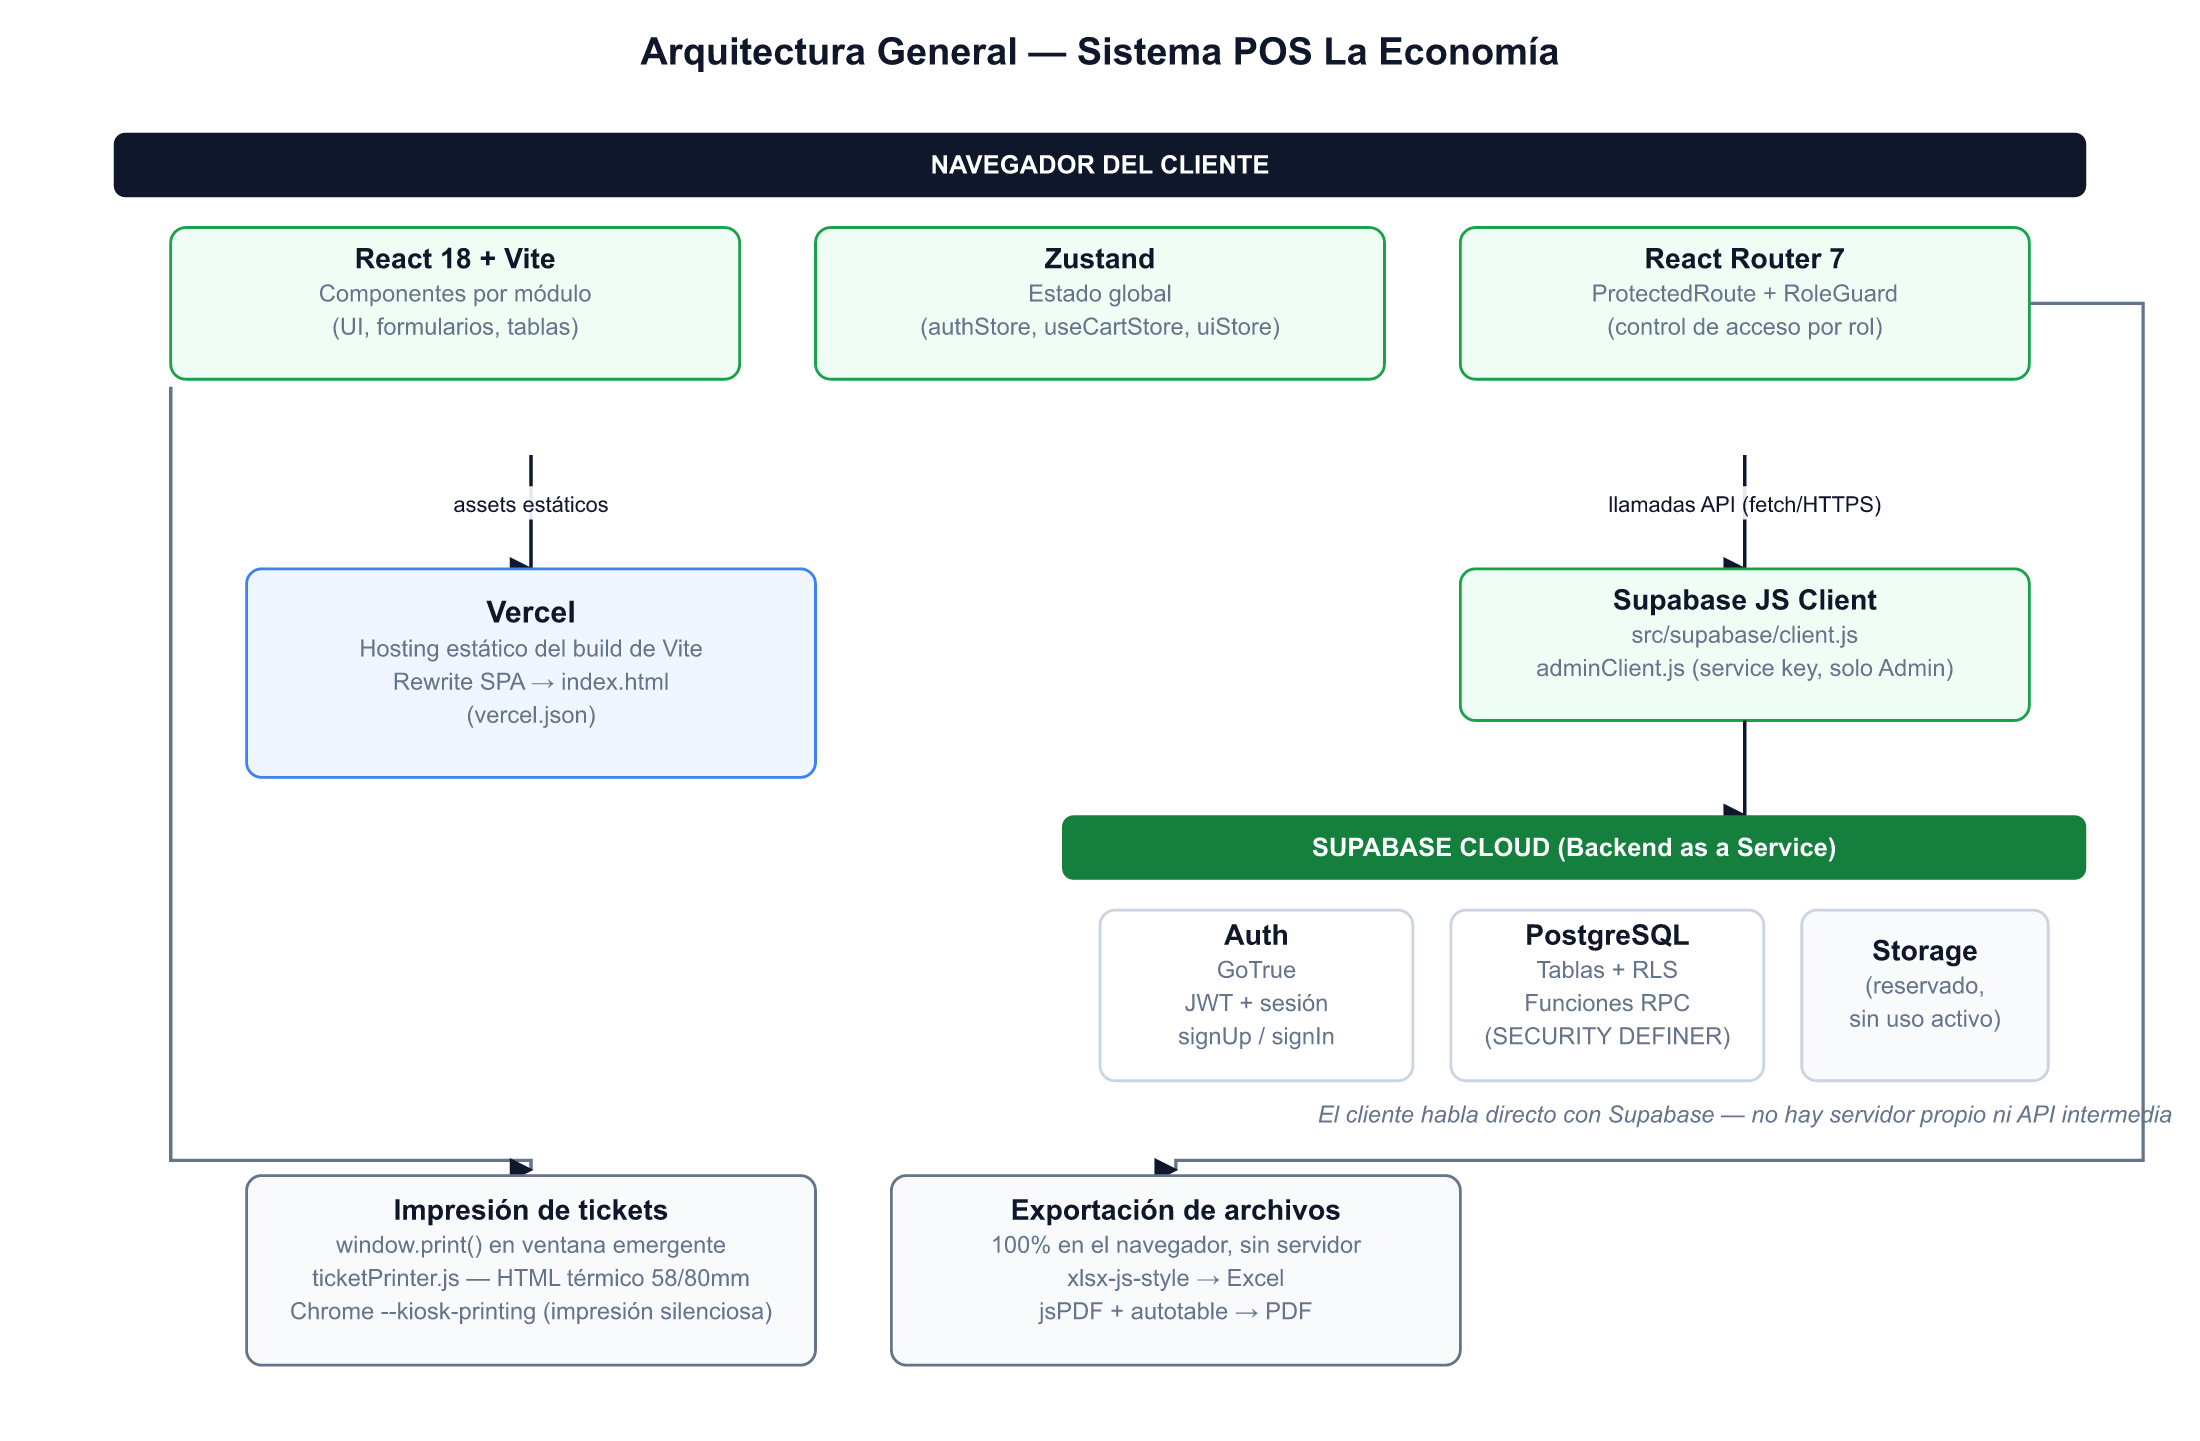 Arquitectura General — Sistema POS La Economía
NAVEGADOR DEL CLIENTE
React 18 + Vite
Componentes por módulo
(UI, formularios, tablas)
Zustand
Estado global
(authStore, useCartStore, uiStore)
React Router 7
ProtectedRoute + RoleGuard
(control de acceso por rol)
assets estáticos
llamadas API (fetch/HTTPS)
Vercel
Hosting estático del build de Vite
Rewrite SPA → index.html
(vercel.json)
Supabase JS Client
src/supabase/client.js
adminClient.js (service key, solo Admin)
SUPABASE CLOUD (Backend as a Service)
Auth
GoTrue
JWT + sesión
signUp / signIn
PostgreSQL
Tablas + RLS
Funciones RPC
(SECURITY DEFINER)
Storage
(reservado,
sin uso activo)
El cliente habla directo con Supabase — no hay servidor propio ni API intermedia
Impresión de tickets
window.print() en ventana emergente
ticketPrinter.js — HTML térmico 58/80mm
Chrome --kiosk-printing (impresión silenciosa)
Exportación de archivos
100% en el navegador, sin servidor
xlsx-js-style → Excel
jsPDF + autotable → PDF